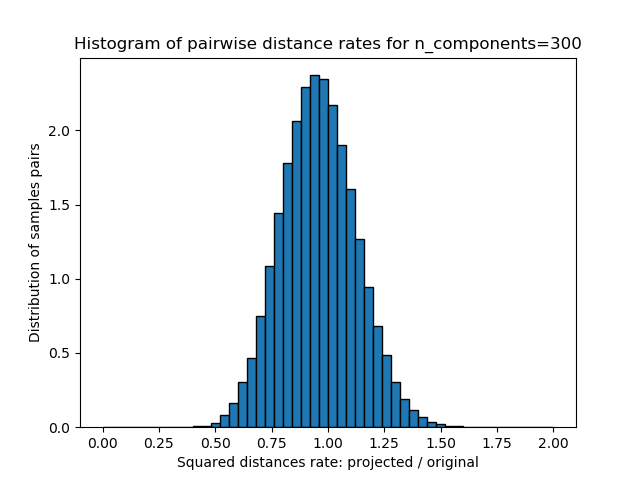 Histogram of pairwise distance rates for n_components=300
Distribution of samples pairs
2.0
1.5
1.0
0.5
0.0
0.00 0.25 0.50 0.75 1.00 1.25 1.50 1.75 2.00
Squared distances rate: projected / original